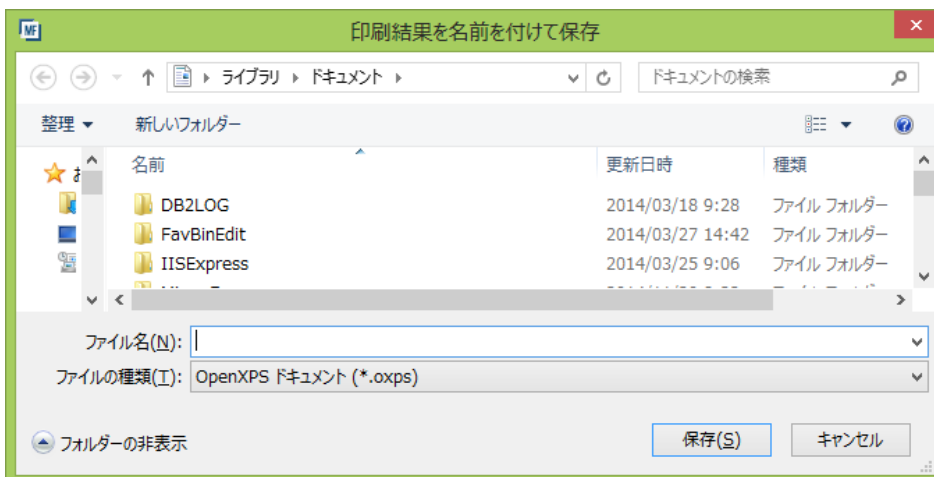 MF
印刷結果を名前を付けて保存
ライブラリ ドキュメント
ドキュメントの検索
整理
新しいフォルダー
名前 更新日時 種類
DB2LOG 2014/03/18 9:28 ファイル フォルダー
FavBinEdit 2014/03/27 14:42 ファイル フォルダー
IISExpress 2014/03/25 9:06 ファイル フォルダー
ファイル名(N):
ファイルの種類(T): OpenXPS ドキュメント (*.oxps)
フォルダーの非表示
保存(S)
キャンセル